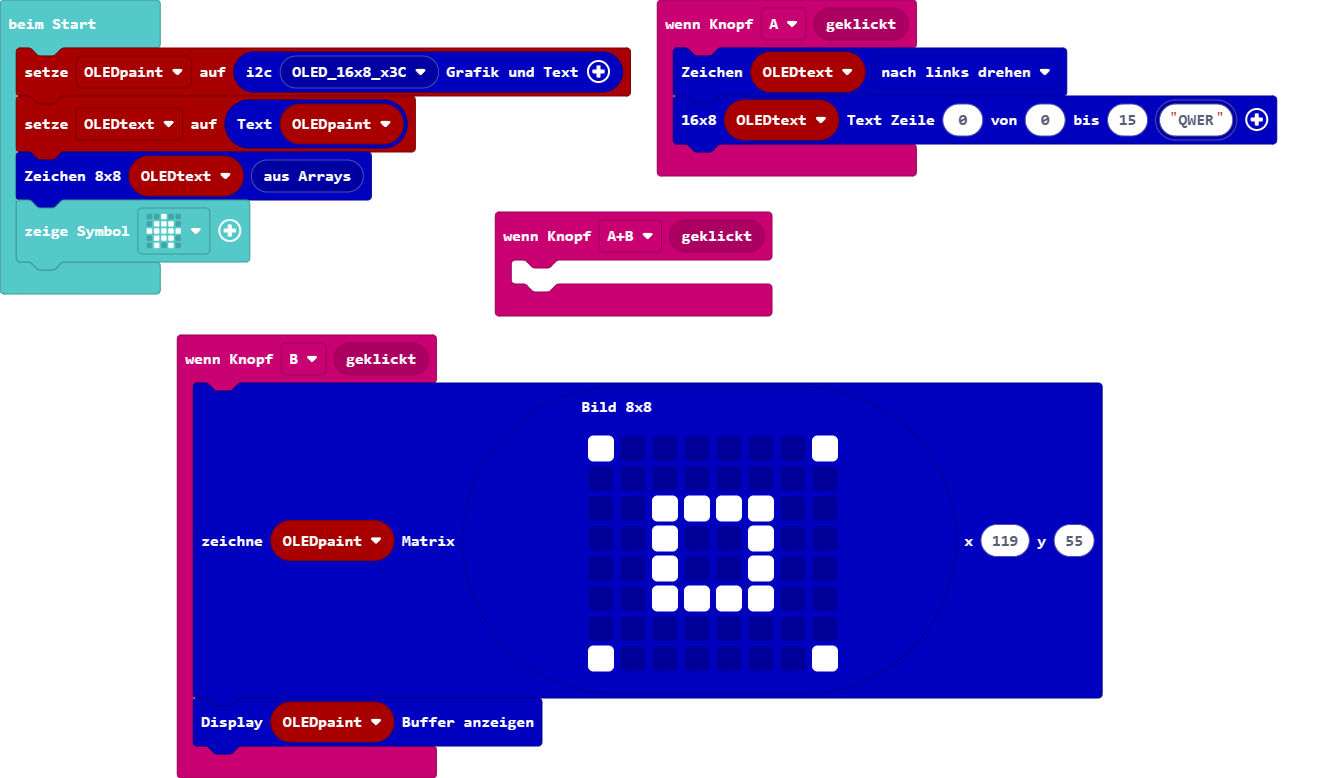 beim Start
setze OLEDpaint auf i2c OLED_16x8_x3C Grafik und Text
setze OLEDtext auf Text OLEDpaint
Zeichen 8x8 OLEDtext aus Arrays
zeige Symbol
wenn Knopf A geklickt
Zeichen OLEDtext nach links drehen
16x8 OLEDtext Text Zeile 0 von 0 bis 15 "QWER"
wenn Knopf A+B geklickt
wenn Knopf B geklickt
Bild 8x8
zeichne OLEDpaint Matrix x 119 y 55
Display OLEDpaint Buffer anzeigen